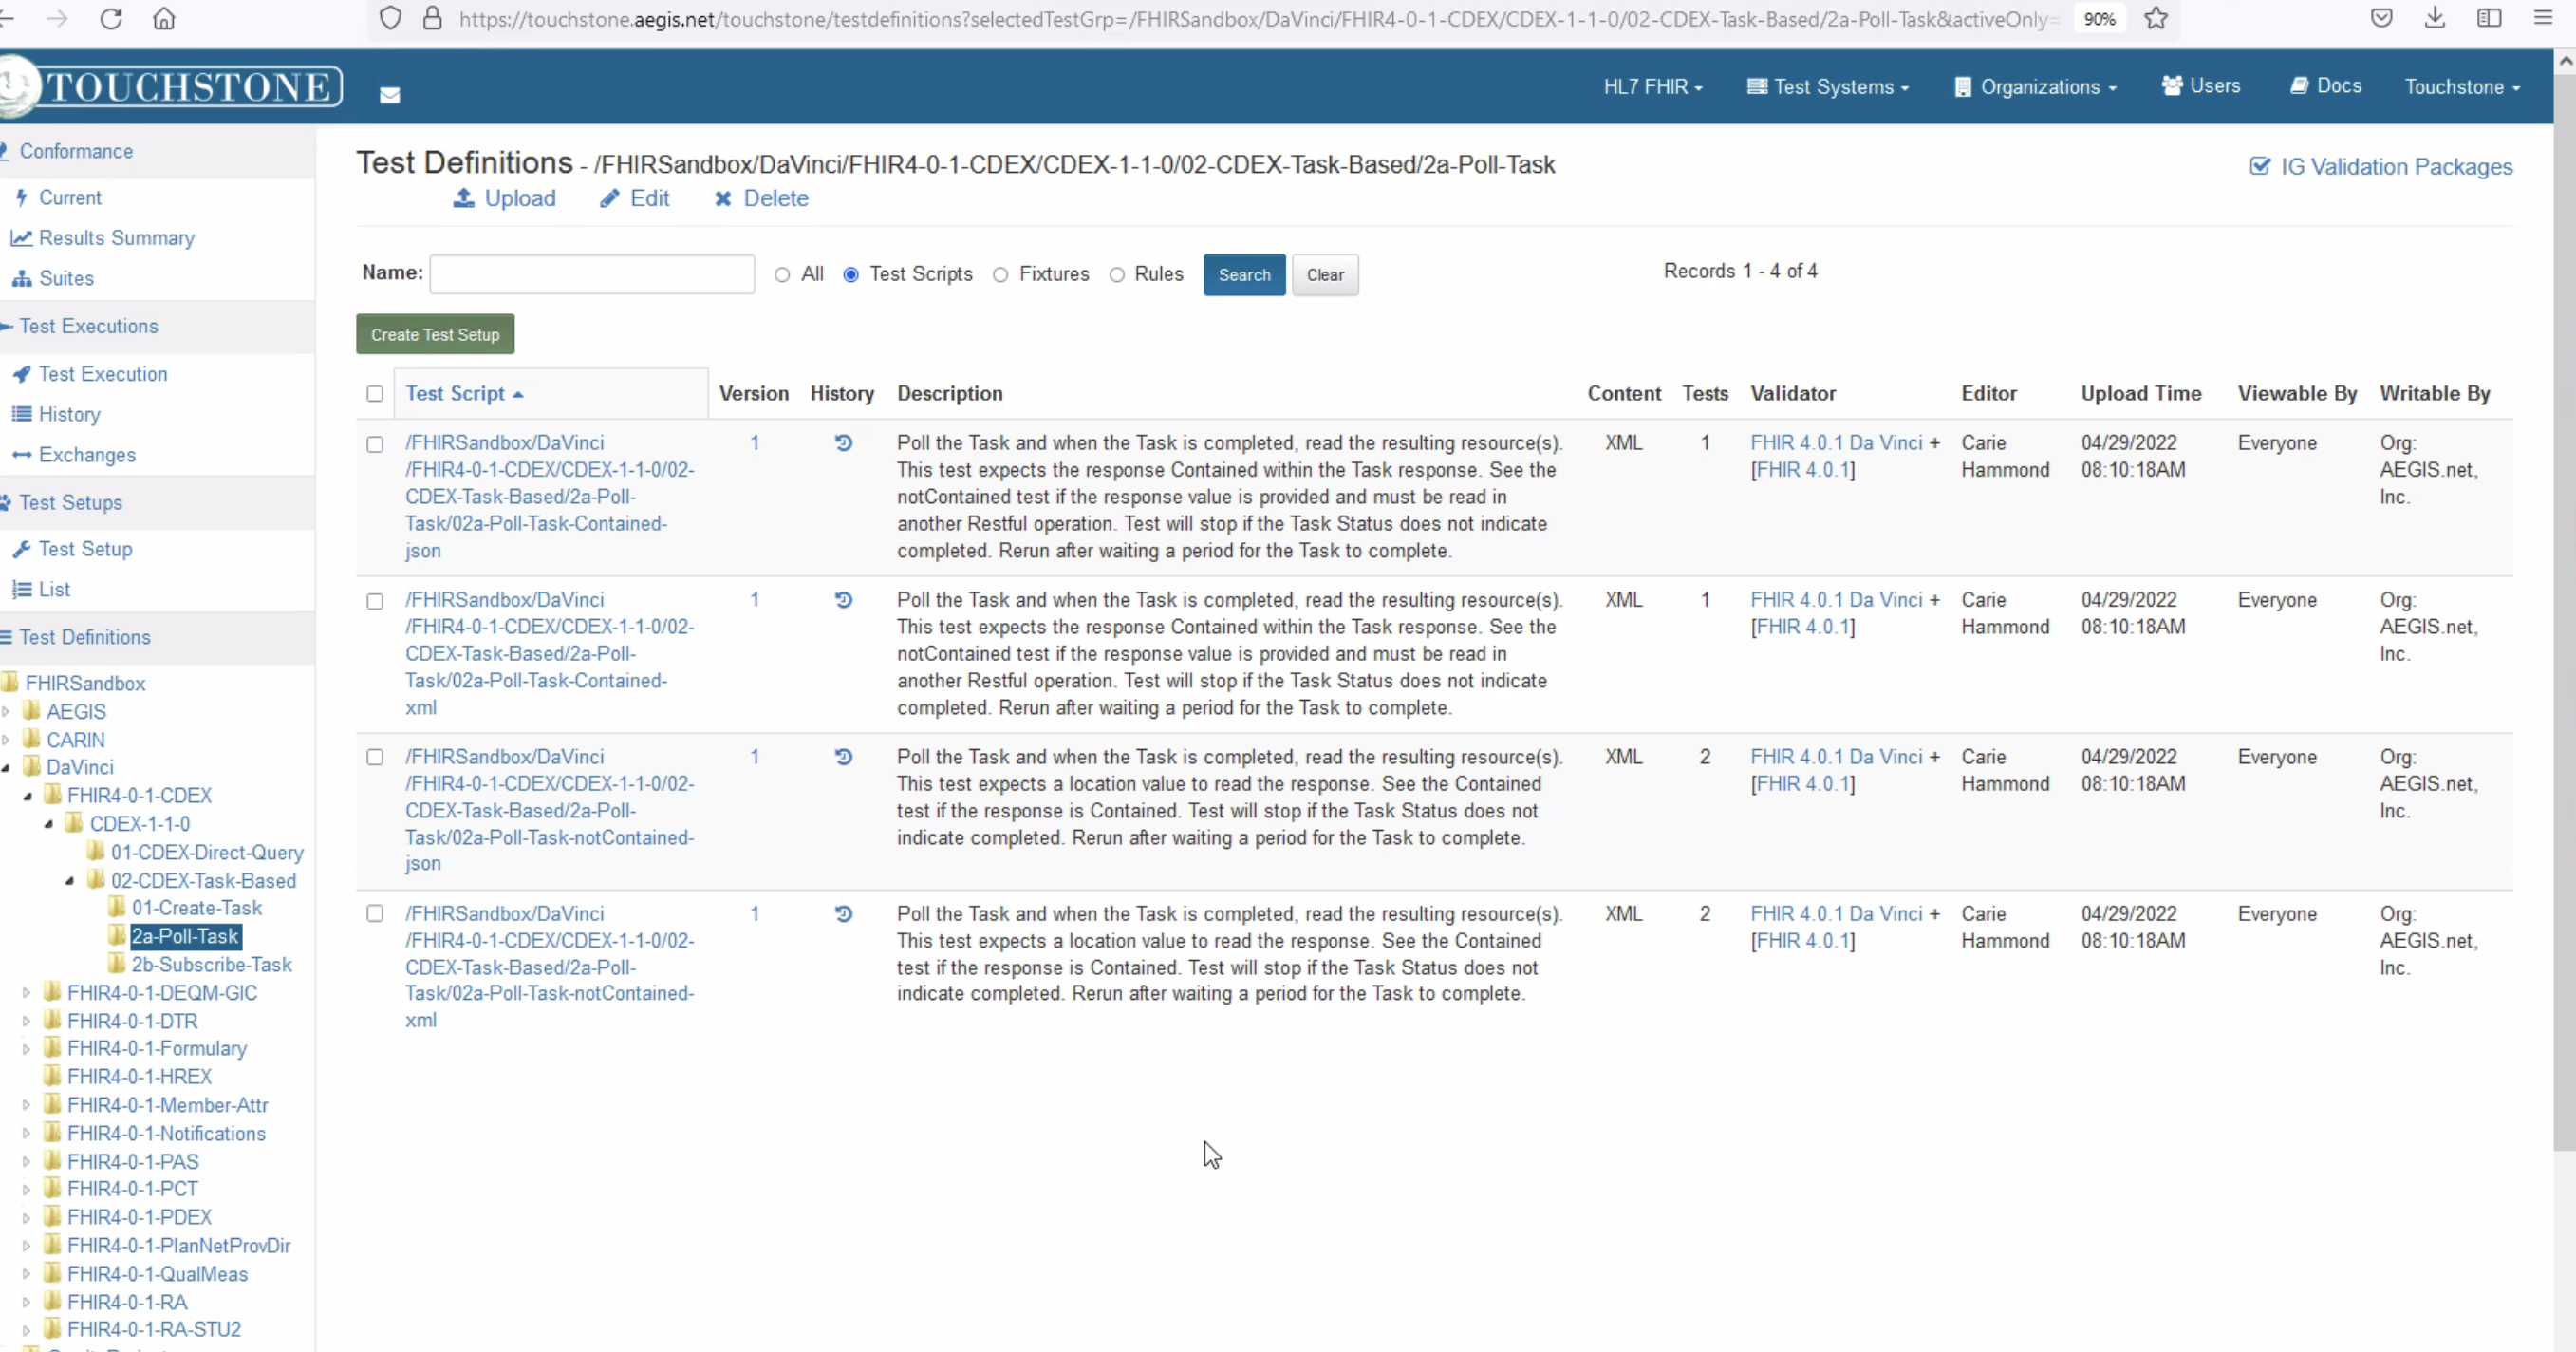 https://touchstone.aegis.net/touchstone/testdefinitions?selectedTestGrp=/FHIRSandbox/DaVinci/FHIR4-0-1-CDEX/CDEX-1-1-0/02-CDEX-Task-Based/2a-Poll-Task&activeOnly= 90%
TOUCHSTONE HL7 FHIR Test Systems Organizations Users Docs Touchstone
Conformance
Current
Results Summary
Suites
Test Executions
Test Execution
History
Exchanges
Test Setups
Test Setup
List
Test Definitions
FHIRSandbox
AEGIS
CARIN
DaVinci
FHIR4-0-1-CDEX
CDEX-1-1-0
01-CDEX-Direct-Query
02-CDEX-Task-Based
01-Create-Task
2a-Poll-Task
2b-Subscribe-Task
FHIR4-0-1-DEQM-GIC
FHIR4-0-1-DTR
FHIR4-0-1-Formulary
FHIR4-0-1-HREX
FHIR4-0-1-Member-Attr
FHIR4-0-1-Notifications
FHIR4-0-1-PAS
FHIR4-0-1-PCT
FHIR4-0-1-PDEX
FHIR4-0-1-PlanNetProvDir
FHIR4-0-1-QualMeas
FHIR4-0-1-RA
FHIR4-0-1-RA-STU2
Test Definitions - /FHIRSandbox/DaVinci/FHIR4-0-1-CDEX/CDEX-1-1-0/02-CDEX-Task-Based/2a-Poll-Task
IG Validation Packages
Upload Edit Delete
Name: All Test Scripts Fixtures Rules Search Clear Records 1 - 4 of 4
Create Test Setup
Test Script Version History Description Content Tests Validator Editor Upload Time Viewable By Writable By
/FHIRSandbox/DaVinci 1 Poll the Task and when the Task is completed, read the resulting resource(s). XML 1 FHIR 4.0.1 Da Vinci + Carie 04/29/2022 Everyone Org:
/FHIR4-0-1-CDEX/CDEX-1-1-0/02- This test expects the response Contained within the Task response. See the [FHIR 4.0.1] Hammond 08:10:18AM AEGIS.net,
CDEX-Task-Based/2a-Poll- notContained test if the response value is provided and must be read in Inc.
Task/02a-Poll-Task-Contained- another Restful operation. Test will stop if the Task Status does not indicate
json completed. Rerun after waiting a period for the Task to complete.
/FHIRSandbox/DaVinci 1 Poll the Task and when the Task is completed, read the resulting resource(s). XML 1 FHIR 4.0.1 Da Vinci + Carie 04/29/2022 Everyone Org:
/FHIR4-0-1-CDEX/CDEX-1-1-0/02- This test expects the response Contained within the Task response. See the [FHIR 4.0.1] Hammond 08:10:18AM AEGIS.net,
CDEX-Task-Based/2a-Poll- notContained test if the response value is provided and must be read in Inc.
Task/02a-Poll-Task-Contained- another Restful operation. Test will stop if the Task Status does not indicate
xml completed. Rerun after waiting a period for the Task to complete.
/FHIRSandbox/DaVinci 1 Poll the Task and when the Task is completed, read the resulting resource(s). XML 2 FHIR 4.0.1 Da Vinci + Carie 04/29/2022 Everyone Org:
/FHIR4-0-1-CDEX/CDEX-1-1-0/02- This test expects a location value to read the response. See the Contained [FHIR 4.0.1] Hammond 08:10:18AM AEGIS.net,
CDEX-Task-Based/2a-Poll- test if the response is Contained. Test will stop if the Task Status does not Inc.
Task/02a-Poll-Task-notContained- indicate completed. Rerun after waiting a period for the Task to complete.
json
/FHIRSandbox/DaVinci 1 Poll the Task and when the Task is completed, read the resulting resource(s). XML 2 FHIR 4.0.1 Da Vinci + Carie 04/29/2022 Everyone Org:
/FHIR4-0-1-CDEX/CDEX-1-1-0/02- This test expects a location value to read the response. See the Contained [FHIR 4.0.1] Hammond 08:10:18AM AEGIS.net,
CDEX-Task-Based/2a-Poll- test if the response is Contained. Test will stop if the Task Status does not Inc.
Task/02a-Poll-Task-notContained- indicate completed. Rerun after waiting a period for the Task to complete.
xml